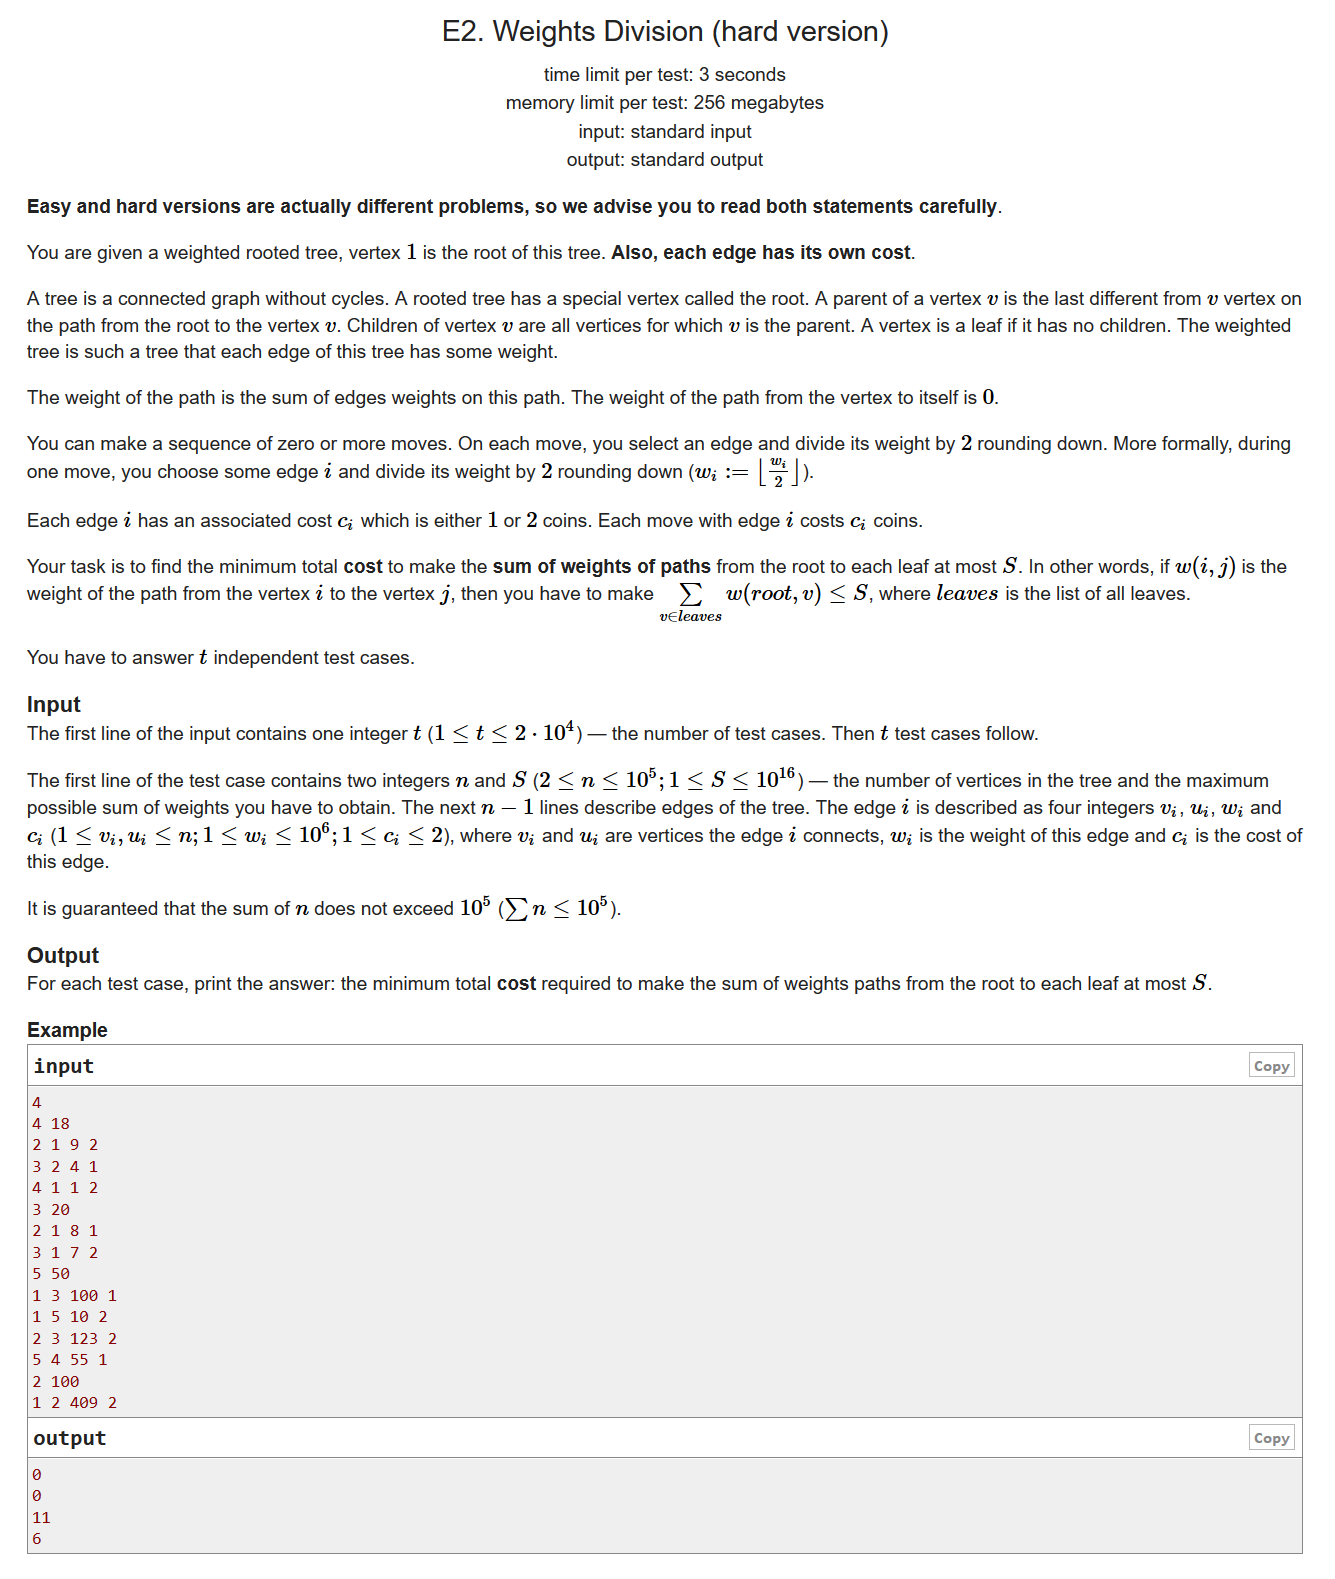 E2. Weights Division (hard version)
time limit per test: 3 seconds
memory limit per test: 256 megabytes
input: standard input
output: standard output
Easy and hard versions are actually different problems, so we advise you to read both statements carefully.
You are given a weighted rooted tree, vertex 1 is the root of this tree. Also, each edge has its own cost.
A tree is a connected graph without cycles. A rooted tree has a special vertex called the root. A parent of a vertex v is the last different from v vertex on
the path from the root to the vertex v. Children of vertex v are all vertices for which v is the parent. A vertex is a leaf if it has no children. The weighted
tree is such a tree that each edge of this tree has some weight.
The weight of the path is the sum of edges weights on this path. The weight of the path from the vertex to itself is 0.
You can make a sequence of zero or more moves. On each move, you select an edge and divide its weight by 2 rounding down. More formally, during
one move, you choose some edge i and divide its weight by 2 rounding down (w_i := ⌊w_i/2⌋).
Each edge i has an associated cost c_i which is either 1 or 2 coins. Each move with edge i costs c_i coins.
Your task is to find the minimum total cost to make the sum of weights of paths from the root to each leaf at most S. In other words, if w(i, j) is the
weight of the path from the vertex i to the vertex j, then you have to make ∑_{v∈leaves} w(root, v) ≤ S, where leaves is the list of all leaves.
You have to answer t independent test cases.
Input
The first line of the input contains one integer t (1 ≤ t ≤ 2 · 10^4) — the number of test cases. Then t test cases follow.
The first line of the test case contains two integers n and S (2 ≤ n ≤ 10^5; 1 ≤ S ≤ 10^16) — the number of vertices in the tree and the maximum
possible sum of weights you have to obtain. The next n − 1 lines describe edges of the tree. The edge i is described as four integers v_i, u_i, w_i and
c_i (1 ≤ v_i, u_i ≤ n; 1 ≤ w_i ≤ 10^6; 1 ≤ c_i ≤ 2), where v_i and u_i are vertices the edge i connects, w_i is the weight of this edge and c_i is the cost of
this edge.
It is guaranteed that the sum of n does not exceed 10^5 (∑ n ≤ 10^5).
Output
For each test case, print the answer: the minimum total cost required to make the sum of weights paths from the root to each leaf at most S.
Example
input
Copy
4
4 18
2 1 9 2
3 2 4 1
4 1 1 2
3 20
2 1 8 1
3 1 7 2
5 50
1 3 100 1
1 5 10 2
2 3 123 2
5 4 55 1
2 100
1 2 409 2
output
Copy
0
0
11
6